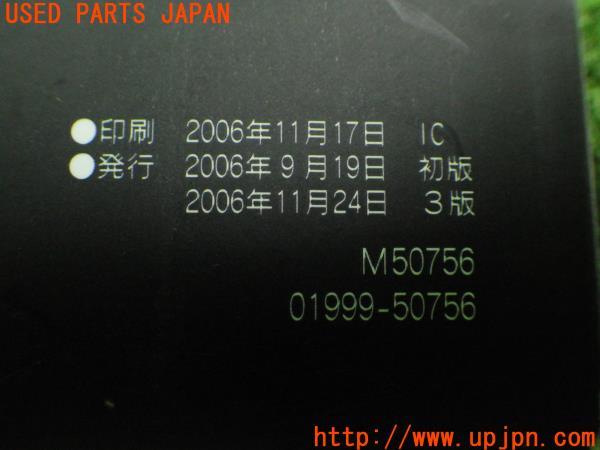 USED PARTS JAPAN
●印刷 2006年11月17日 IC
●発行 2006年9月19日 初版
2006年11月24日 3版
M50756
01999-50756
http://www.upjpn.com/